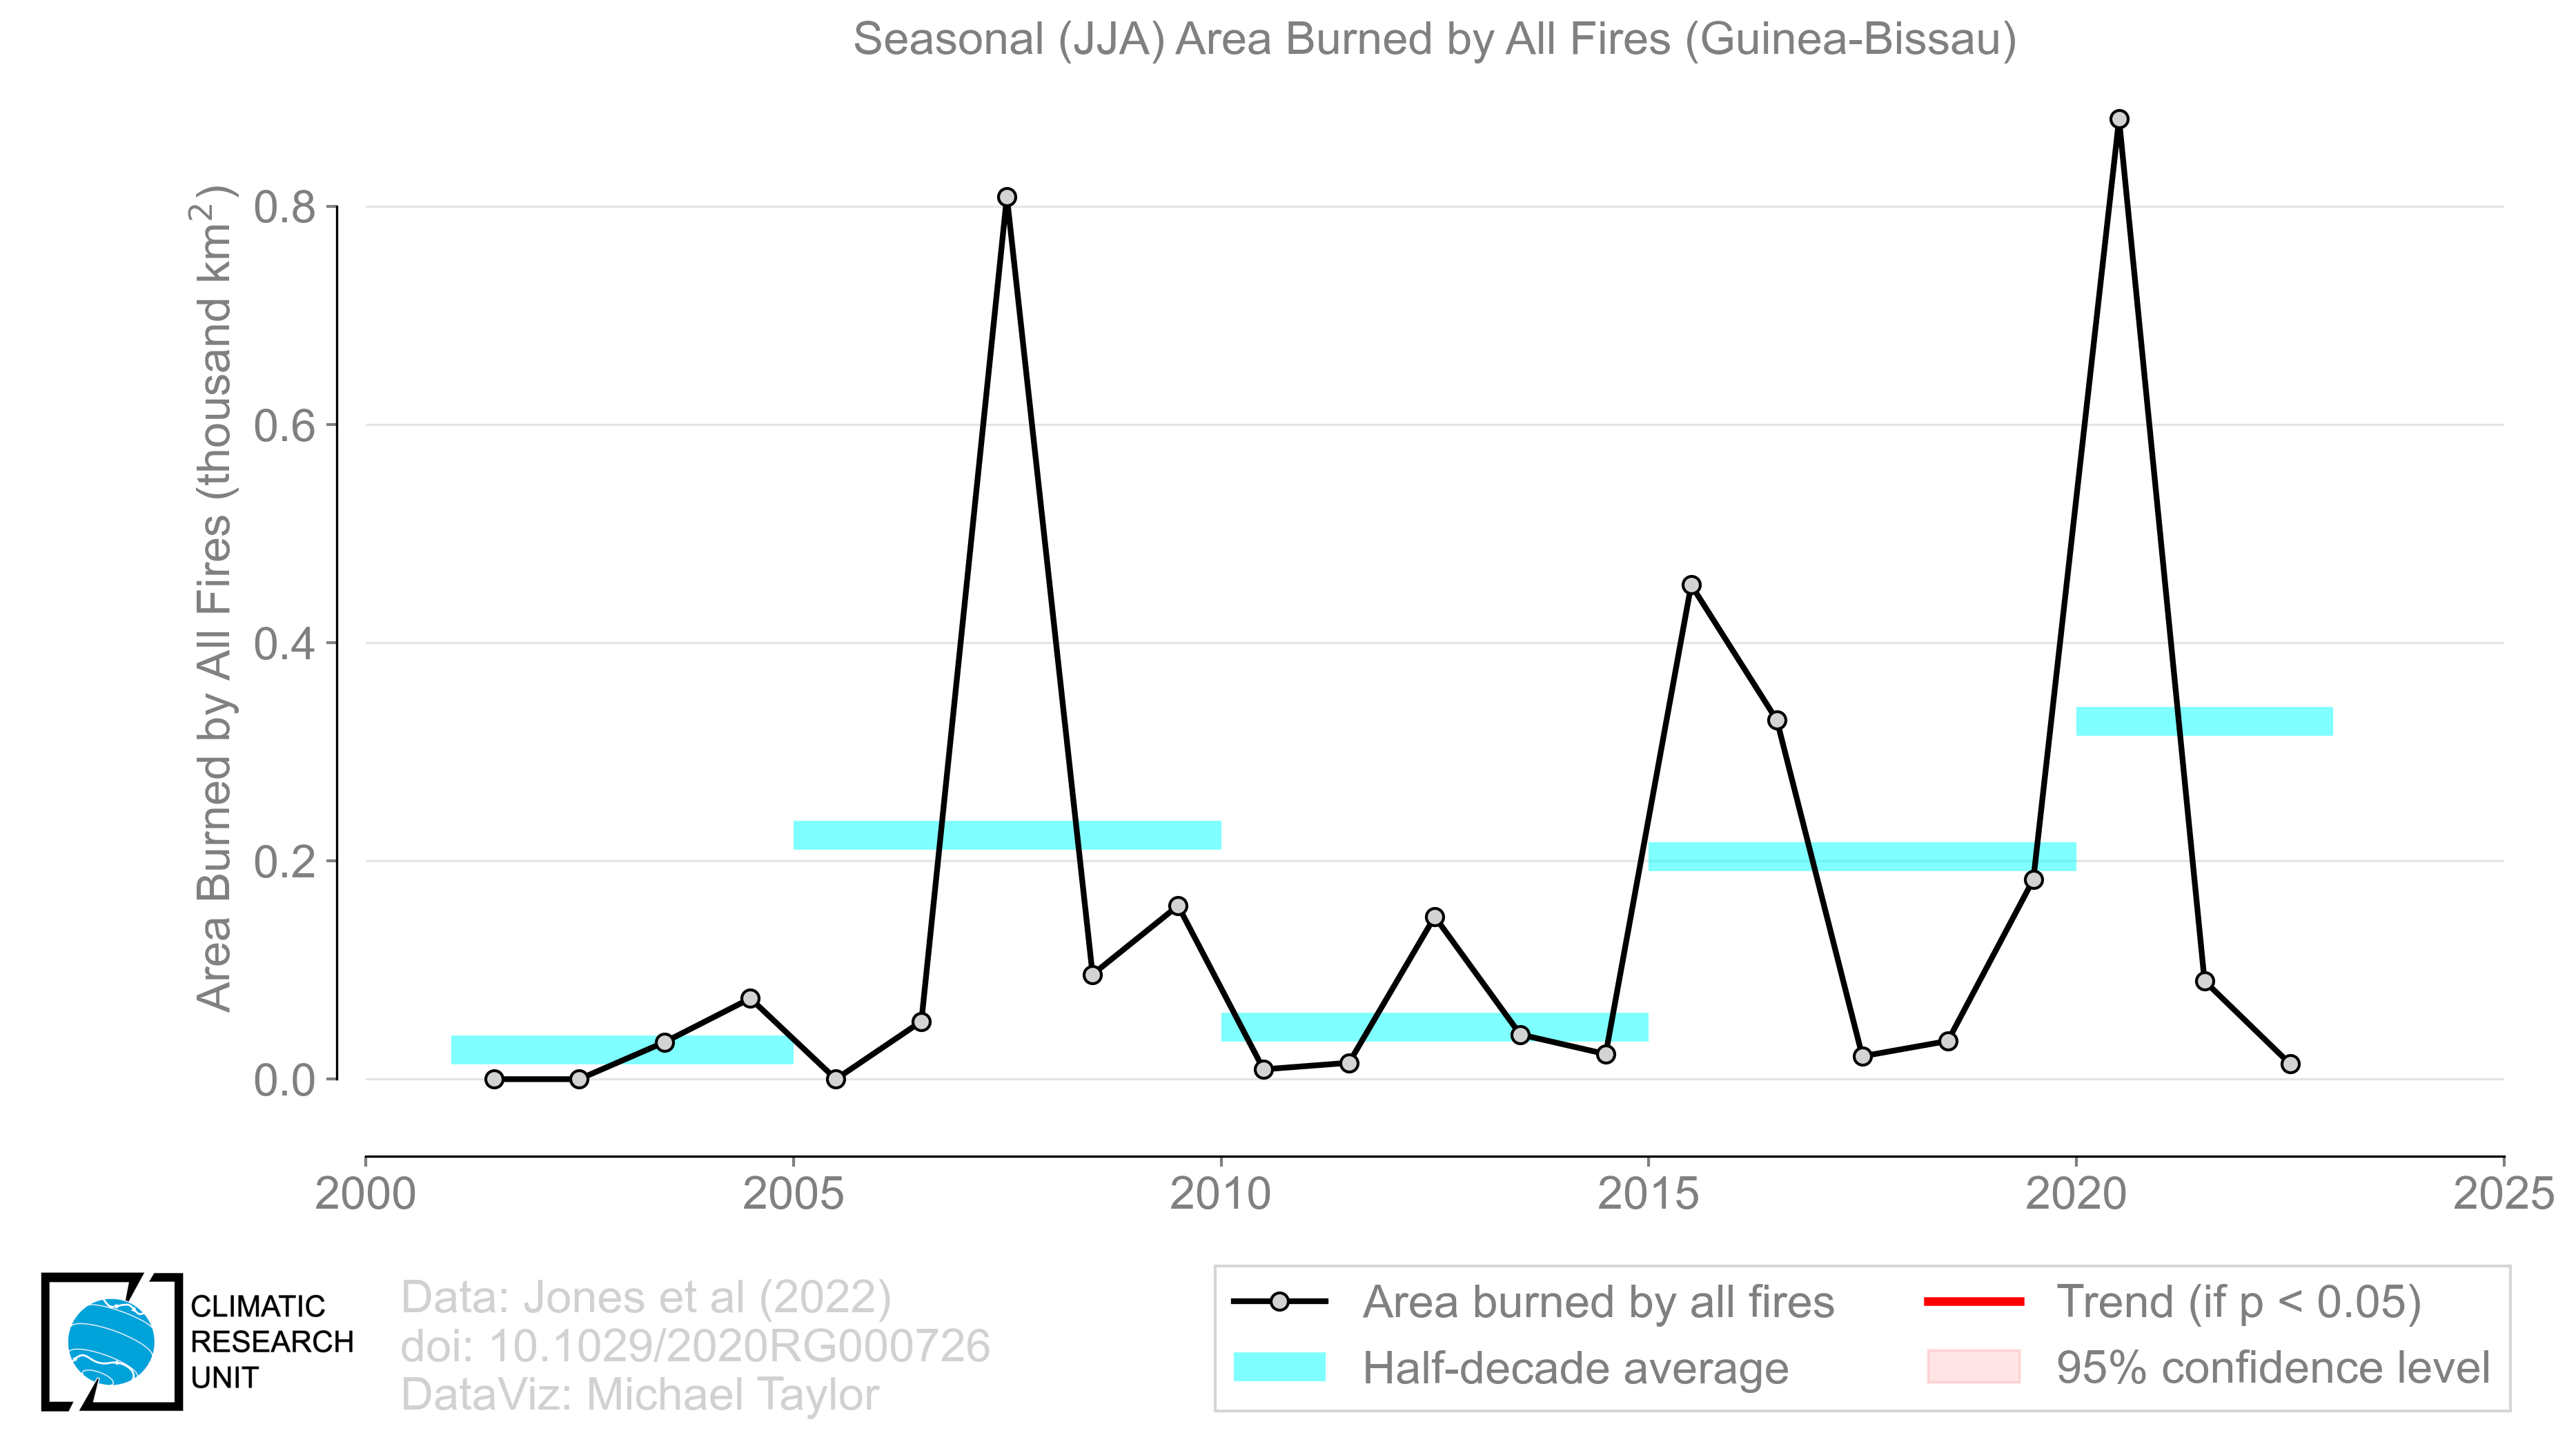 Seasonal (JJA) Area Burned by All Fires (Guinea-Bissau)
Area Burned by All Fires (thousand km²)
0.8
0.6
0.4
0.2
0.0
2000 2005 2010 2015 2020 2025
CLIMATIC
RESEARCH
UNIT
Data: Jones et al (2022)
doi: 10.1029/2020RG000726
DataViz: Michael Taylor
Area burned by all fires
Half-decade average
Trend (if p < 0.05)
95% confidence level